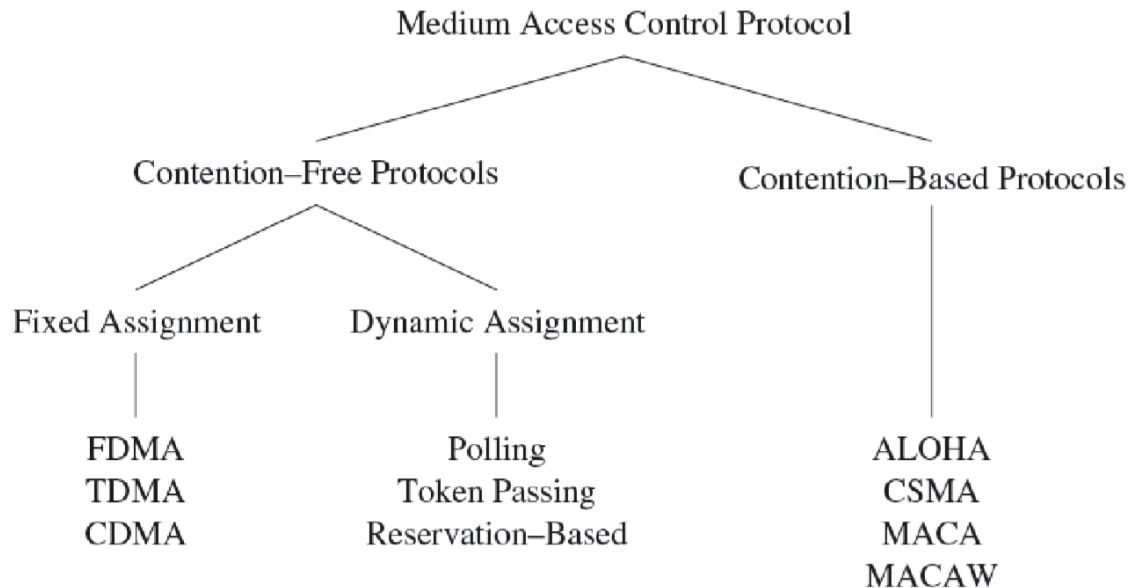 Medium Access Control Protocol
Contention–Free Protocols
Contention–Based Protocols
Fixed Assignment
Dynamic Assignment
FDMA
TDMA
CDMA
Polling
Token Passing
Reservation–Based
ALOHA
CSMA
MACA
MACAW